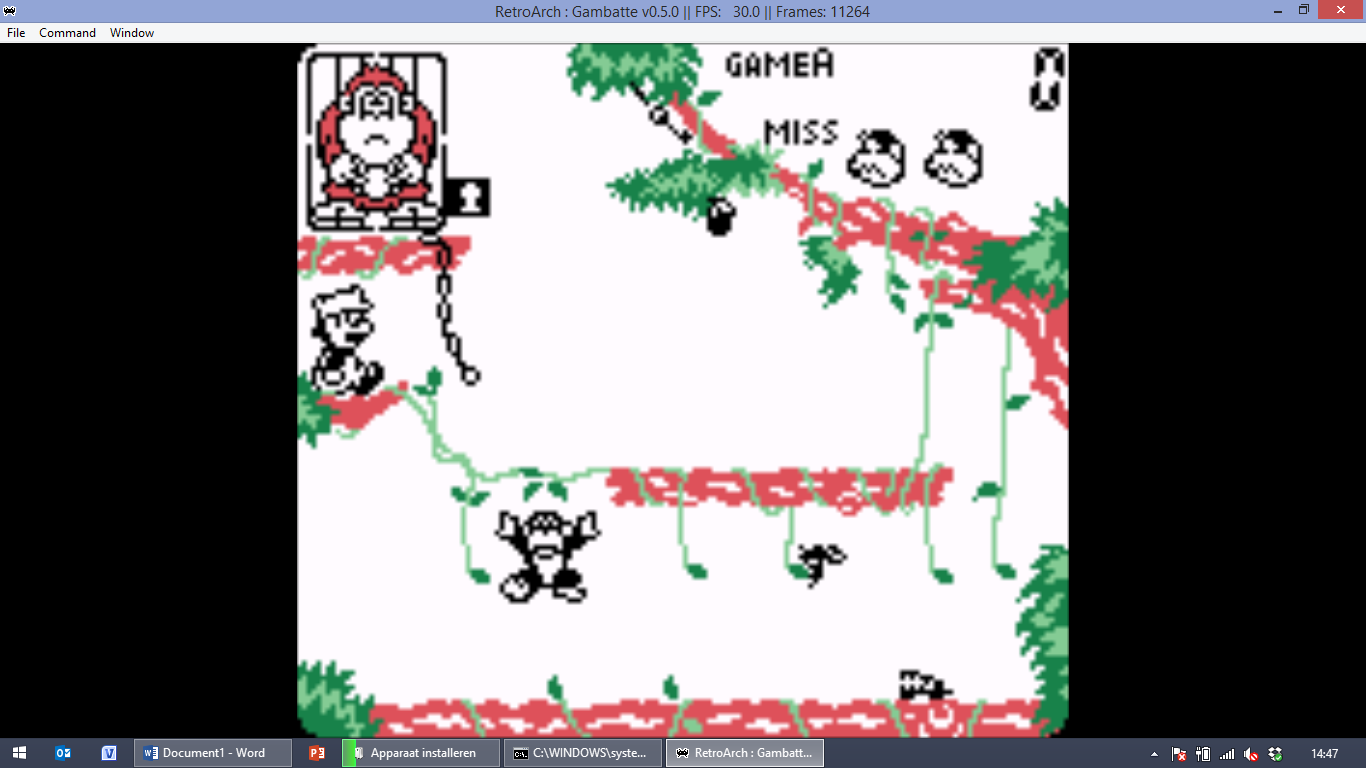 RetroArch : Gambatte v0.5.0 || FPS: 30.0 || Frames: 11264
File Command Window
GAMEA
0
MISS
Document1 - Word
Apparaat installeren
C:\WINDOWS\syste...
RetroArch : Gambatt...
14:47